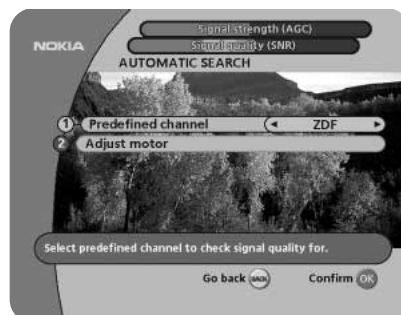 Signal strength (AGC)
NOKIA
Signal quality (SNR)
AUTOMATIC SEARCH
1 Predefined channel ZDF
2 Adjust motor
Select predefined channel to check signal quality for.
Go back BACK Confirm OK